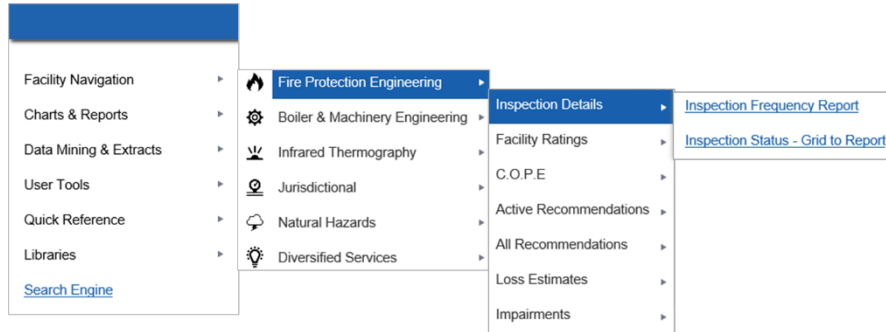 Facility Navigation
Charts & Reports
Data Mining & Extracts
User Tools
Quick Reference
Libraries
Search Engine
Fire Protection Engineering
Boiler & Machinery Engineering
Infrared Thermography
Jurisdictional
Natural Hazards
Diversified Services
Inspection Details
Facility Ratings
C.O.P.E
Active Recommendations
All Recommendations
Loss Estimates
Impairments
Inspection Frequency Report
Inspection Status - Grid to Report